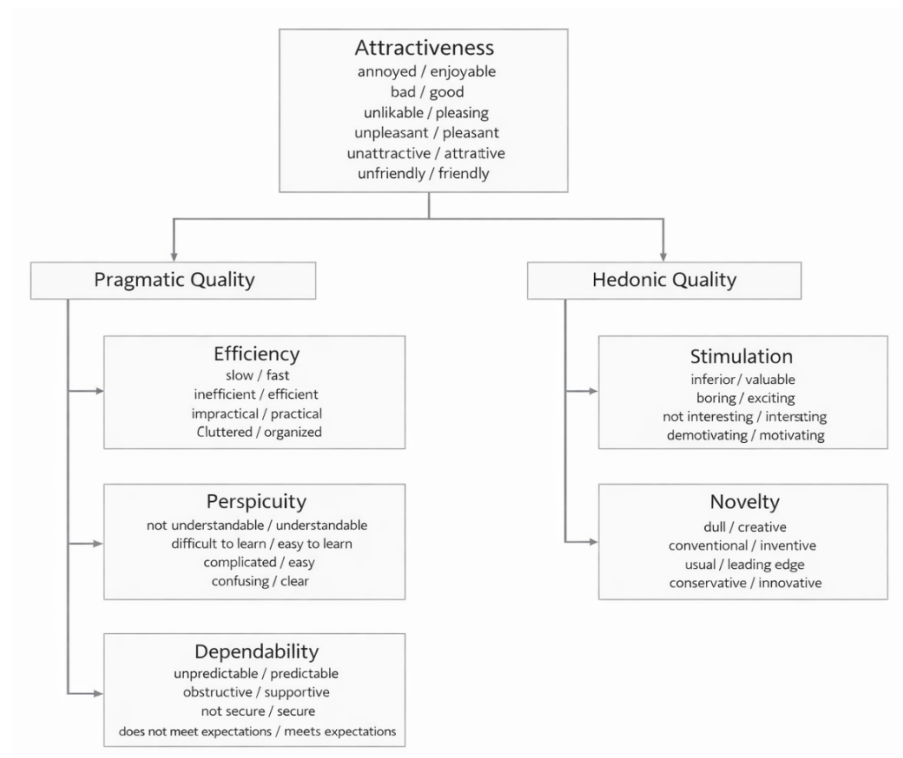 Attractiveness
annoyed / enjoyable
bad / good
unlikable / pleasing
unpleasant / pleasant
unattractive / attrattive
unfriendly / friendly
Pragmatic Quality
Hedonic Quality
Efficiency
slow / fast
inefficient / efficient
impractical / practical
Cluttered / organized
Stimulation
inferior / valuable
boring / exciting
not interesting / intersting
demotivating / motivating
Perspicuity
not understandable / understandable
difficult to learn / easy to learn
complicated / easy
confusing / clear
Novelty
dull / creative
conventional / inventive
usual / leading edge
conservative / innovative
Dependability
unpredictable / predictable
obstructive / supportive
not secure / secure
does not meet expectations / meets expectations